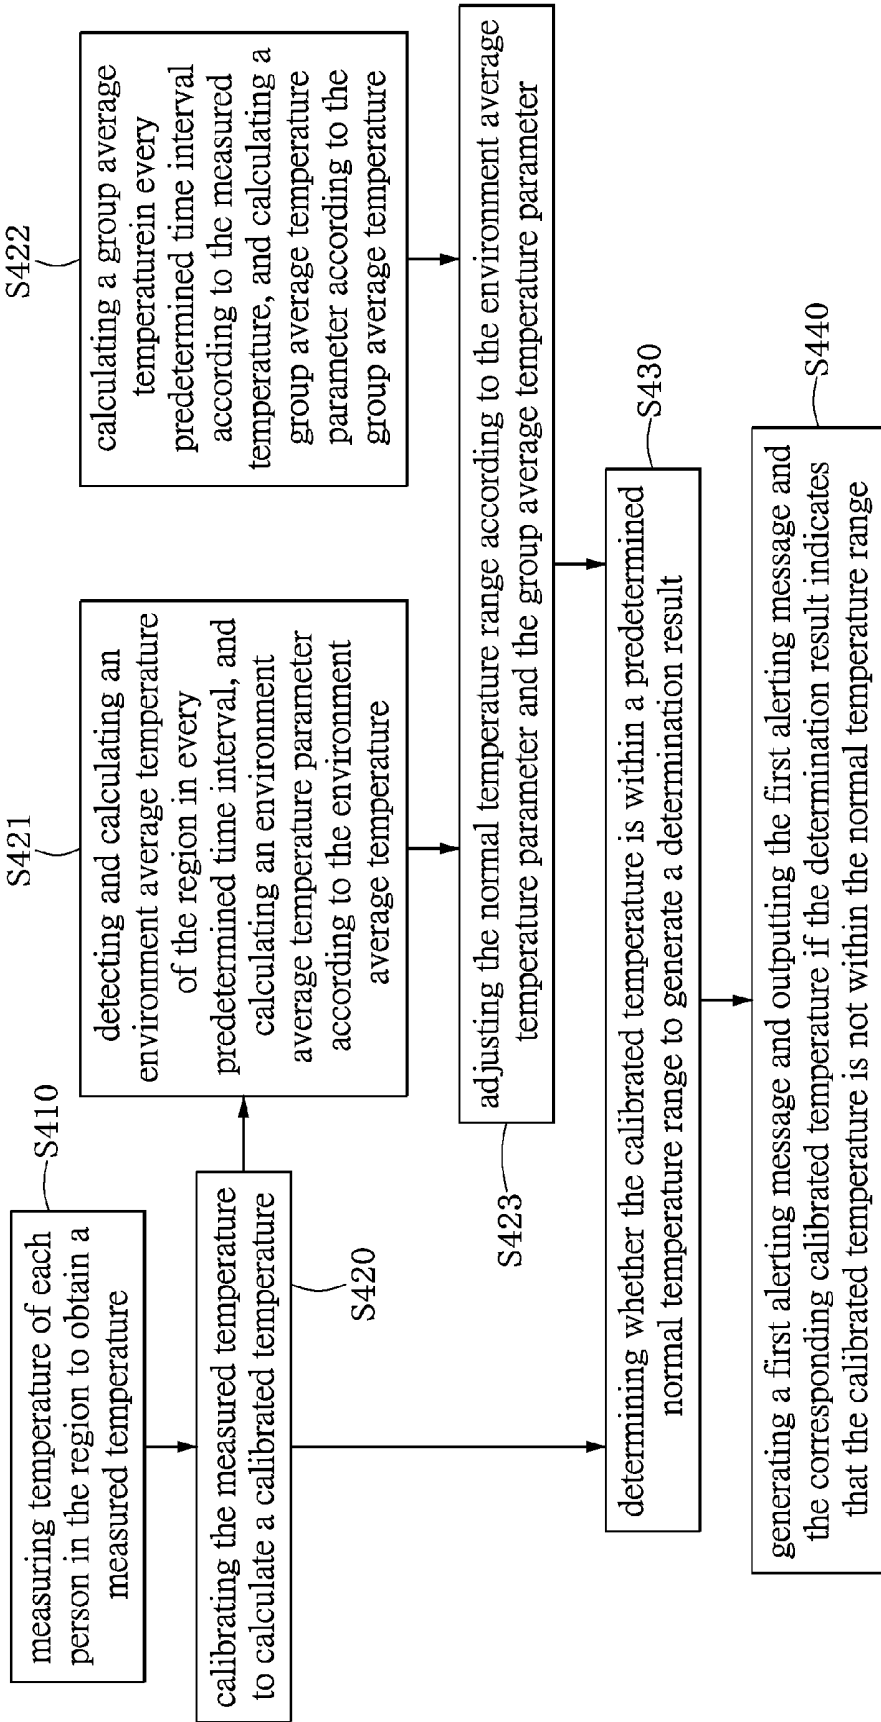 S410
measuring temperature of each
person in the region to obtain a
measured temperature
S420
calibrating the measured temperature
to calculate a calibrated temperature
S421
detecting and calculating an
environment average temperature
of the region in every
predetermined time interval, and
calculating an environment
average temperature parameter
according to the environment
average temperature
S422
calculating a group average
temperaturein every
predetermined time interval
according to the measured
temperature, and calculating a
group average temperature
parameter according to the
group average temperature
S423
adjusting the normal temperature range according to the environment average
temperature parameter and the group average temperature parameter
S430
determining whether the calibrated temperature is within a predetermined
normal temperature range to generate a determination result
S440
generating a first alerting message and outputting the first alerting message and
the corresponding calibrated temperature if the determination result indicates
that the calibrated temperature is not within the normal temperature range